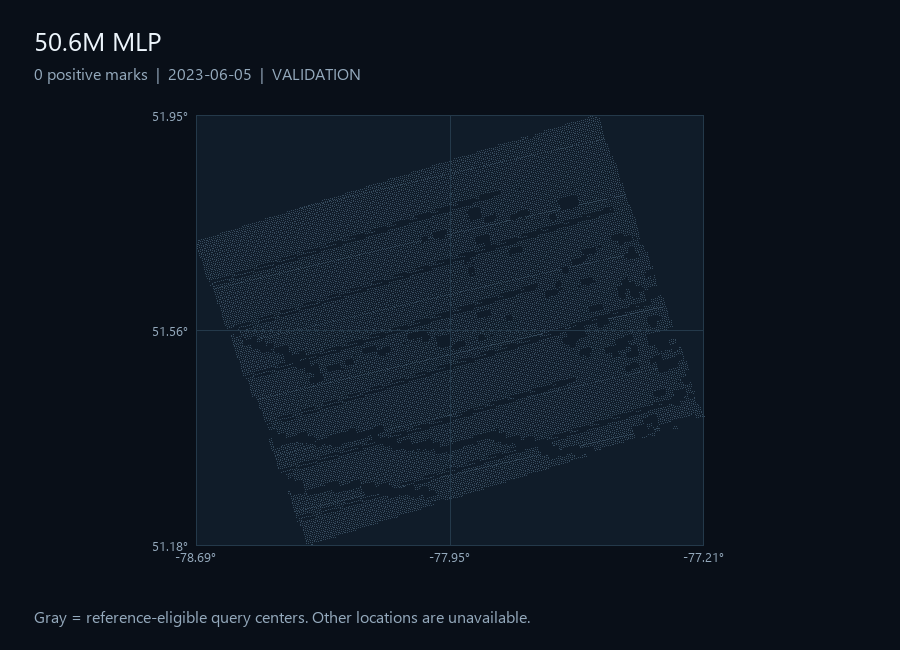 50.6M MLP
0 positive marks | 2023-06-05 | VALIDATION
51.95°
51.56°
51.18°
-78.69°
-77.95°
-77.21°
Gray = reference-eligible query centers. Other locations are unavailable.